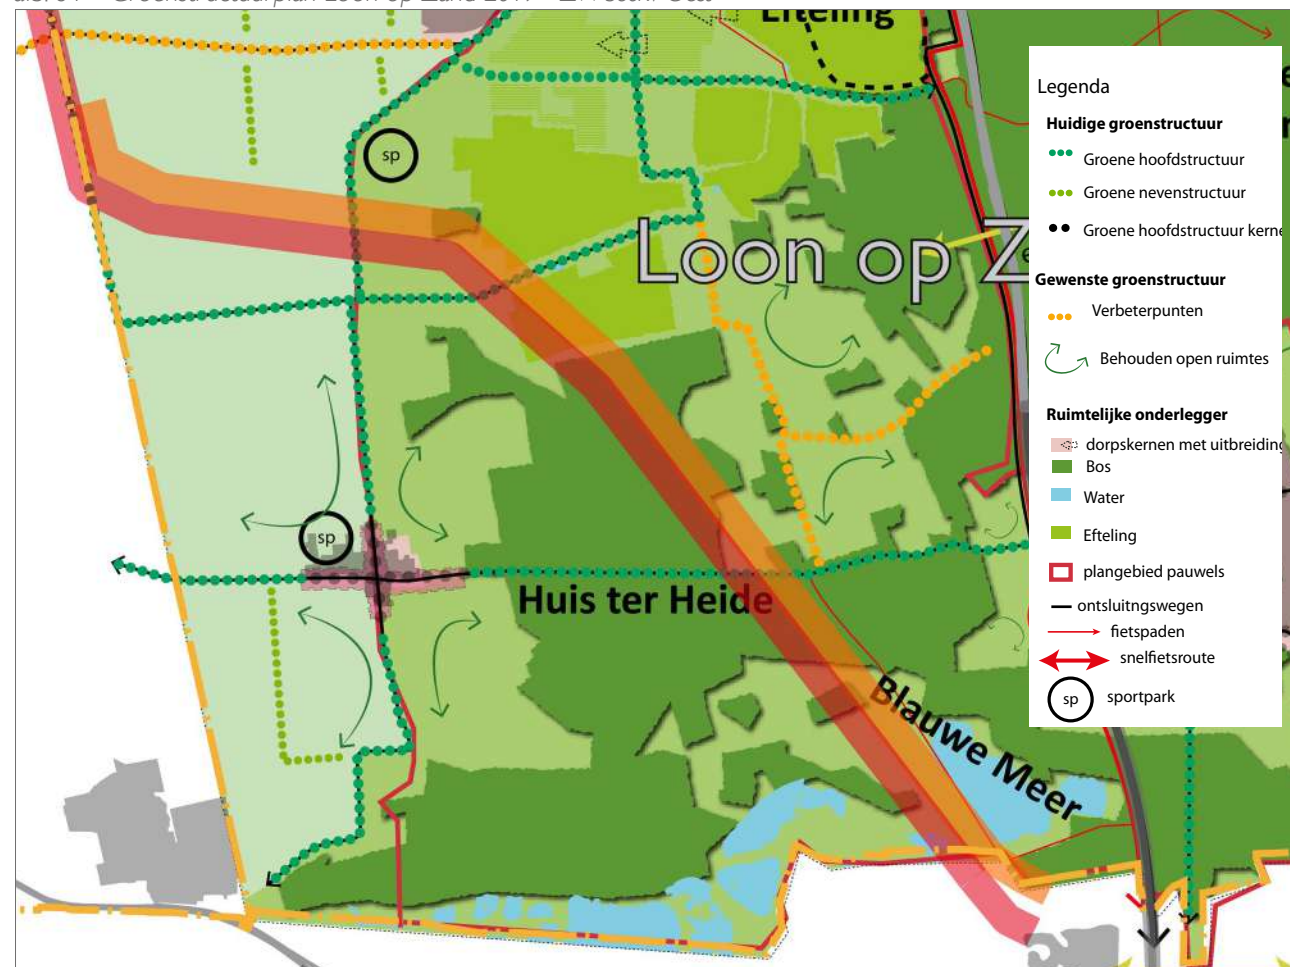 Efteling
sp
Loon op Z
sp
Huis ter Heide
Blauwe Meer
Legenda
Huidige groenstructuur
Groene hoofdstructuur
Groene nevenstructuur
Groene hoofdstructuur kerne
Gewenste groenstructuur
Verbeterpunten
Behouden open ruimtes
Ruimtelijke onderlegger
dorpskernen met uitbreiding
Bos
Water
Efteling
plangebied pauwels
ontsluitngswegen
fietspaden
snelfietsroute
sp sportpark